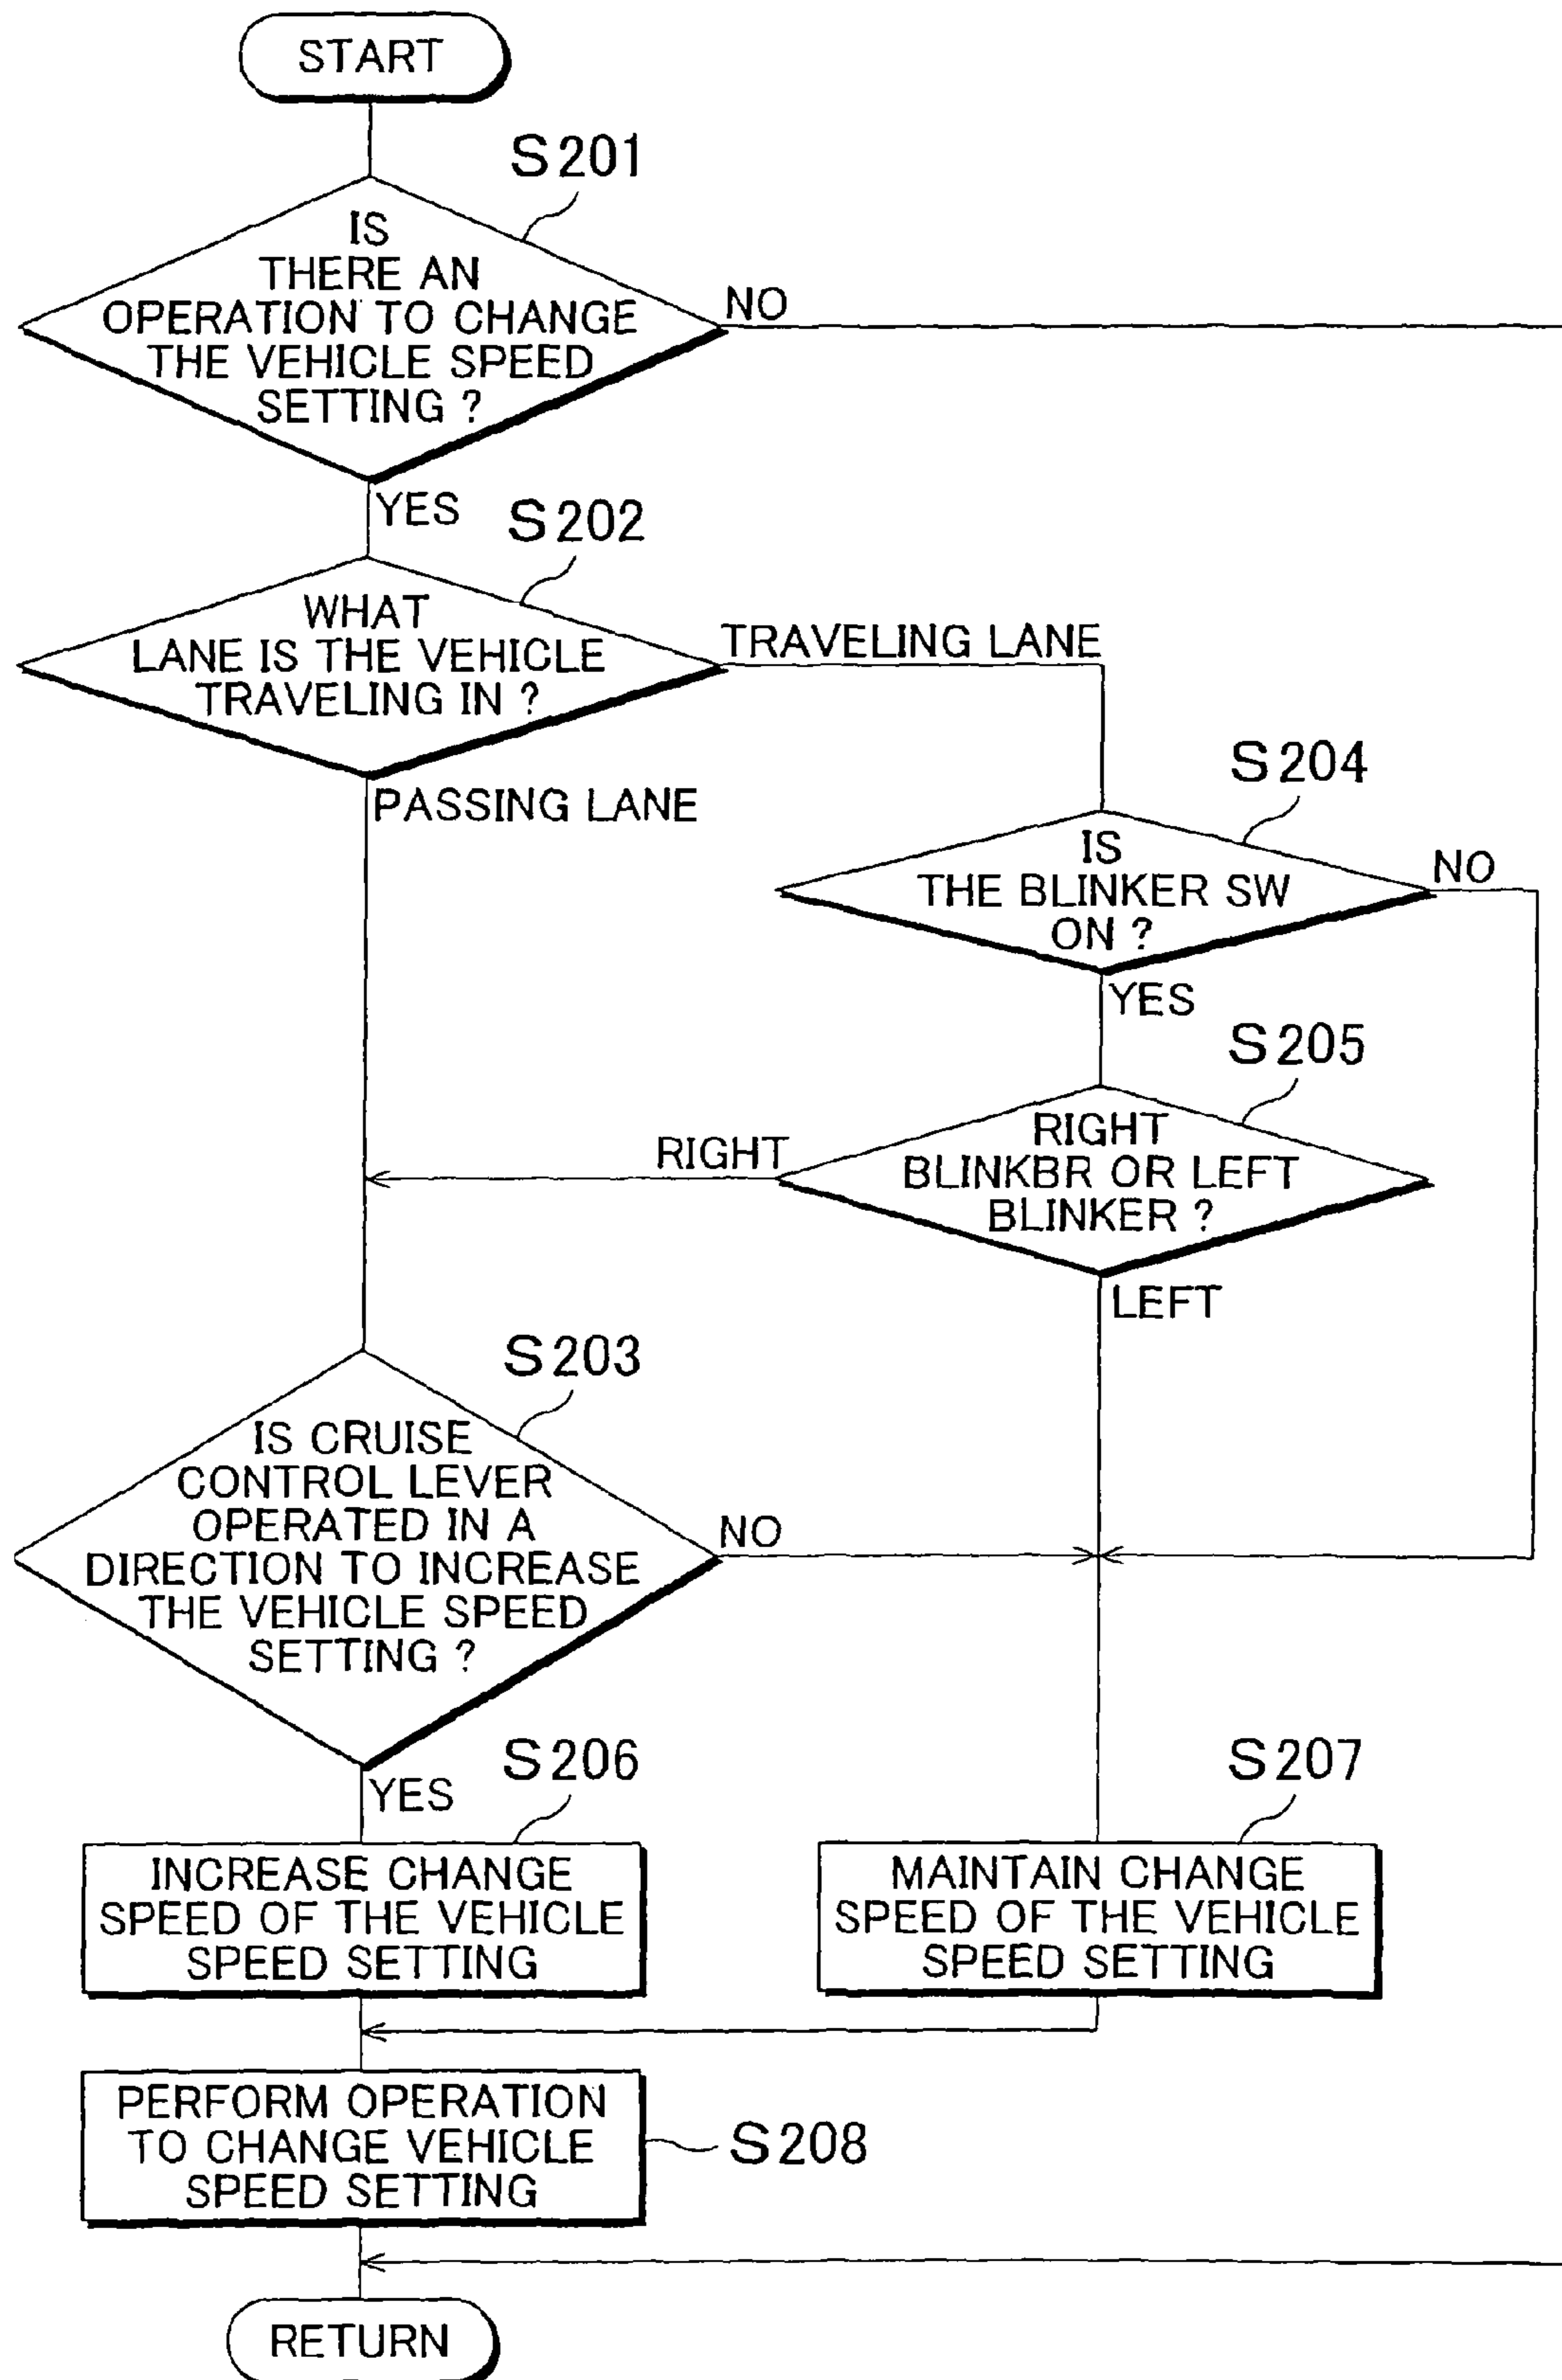 START
S201
IS
THERE AN
OPERATION TO CHANGE
THE VEHICLE SPEED
SETTING ?
NO
YES
S202
WHAT
LANE IS THE VEHICLE
TRAVELING IN ?
TRAVELING LANE
PASSING LANE
S204
IS
THE BLINKER SW
ON ?
NO
YES
S205
RIGHT
BLINKBR OR LEFT
BLINKER ?
RIGHT
LEFT
S203
IS CRUISE
CONTROL LEVER
OPERATED IN A
DIRECTION TO INCREASE
THE VEHICLE SPEED
SETTING ?
NO
YES
S206
INCREASE CHANGE
SPEED OF THE VEHICLE
SPEED SETTING
S207
MAINTAIN CHANGE
SPEED OF THE VEHICLE
SPEED SETTING
PERFORM OPERATION
TO CHANGE VEHICLE
SPEED SETTING
S208
RETURN